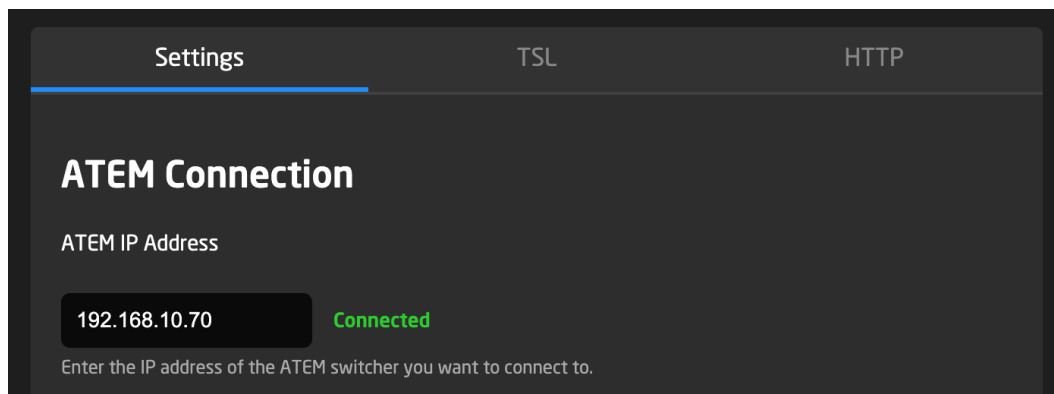 Settings TSL HTTP
ATEM Connection
ATEM IP Address
192.168.10.70 Connected
Enter the IP address of the ATEM switcher you want to connect to.